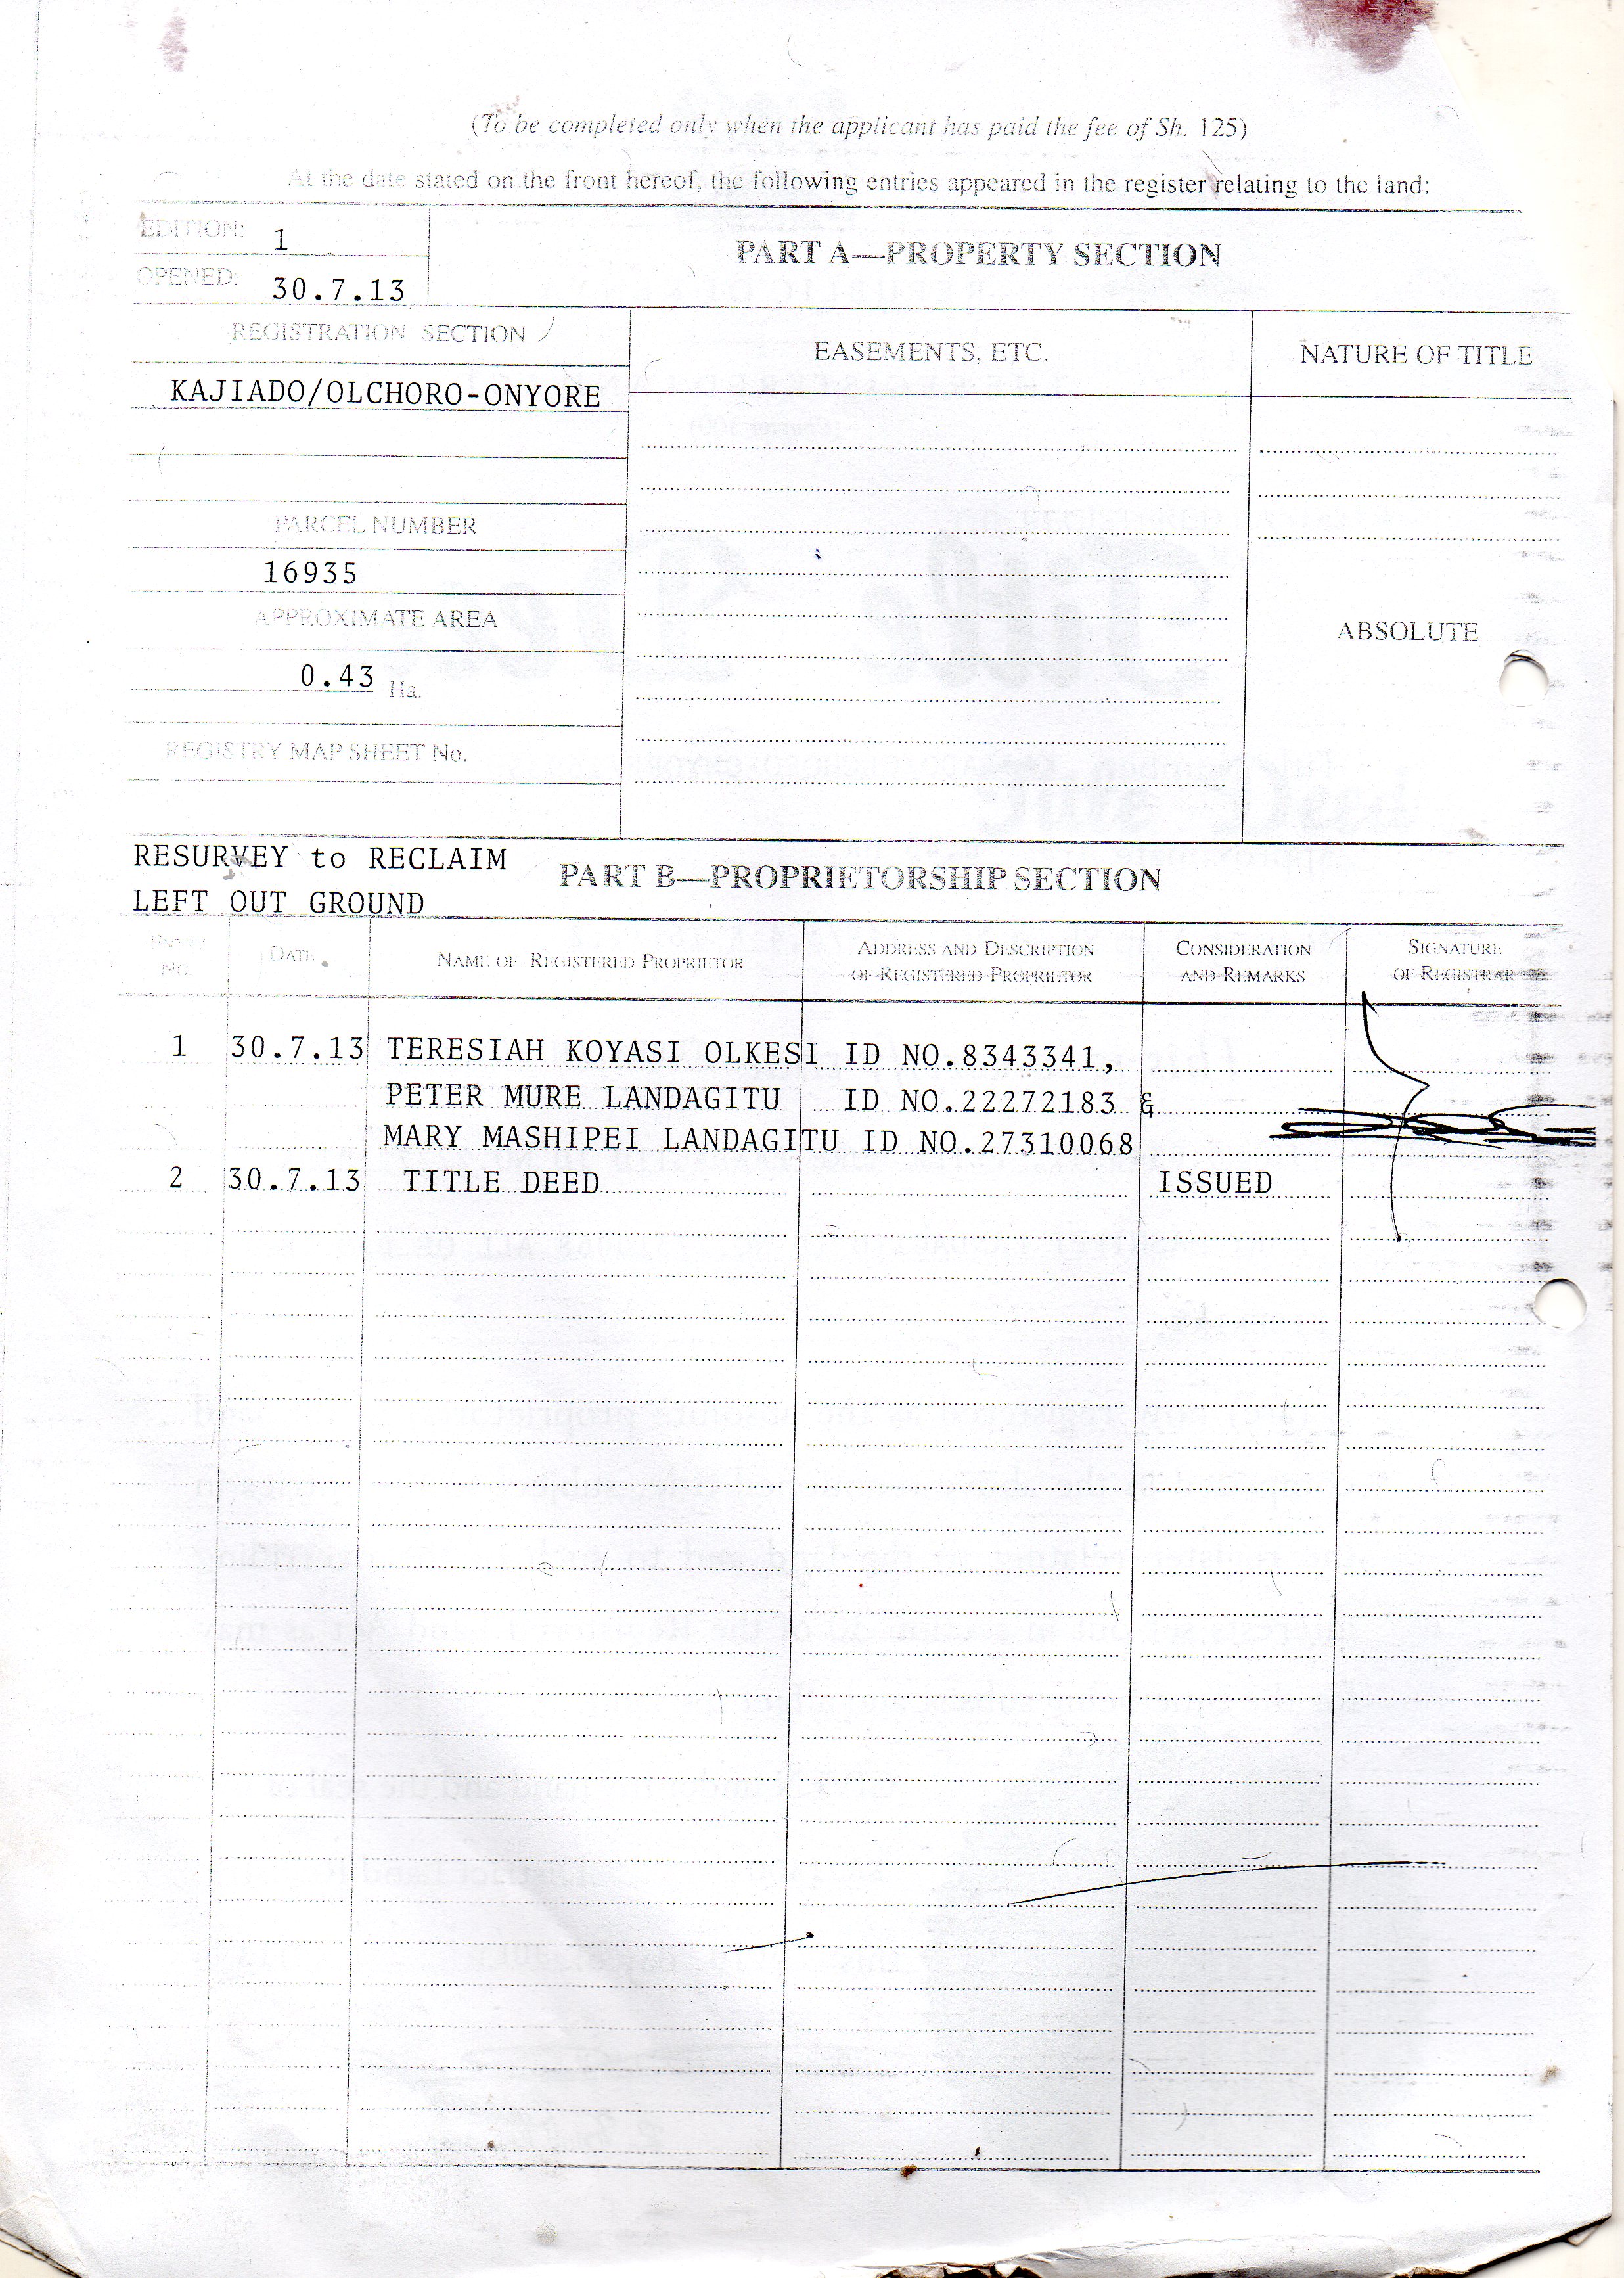 (To be completed only when the applicant has paid the fee of Sh. 125)
At the date stated on the front hereof, the following entries appeared in the register relating to the land:
EDITION: 1
OPENED: 30.7.13
PART A—PROPERTY SECTION
REGISTRATION SECTION
EASEMENTS, ETC.
NATURE OF TITLE
KAJIADO/OLCHORO-ONYORE
PARCEL NUMBER
16935
APPROXIMATE AREA
ABSOLUTE
0.43 Ha.
REGISTRY MAP SHEET No.
RESURVEY to RECLAIM
LEFT OUT GROUND
PART B—PROPRIETORSHIP SECTION
ENTRY No.
DATE
NAME OF REGISTERED PROPRIETOR
ADDRESS AND DESCRIPTION OF REGISTERED PROPRIETOR
CONSIDERATION AND REMARKS
SIGNATURE OF REGISTRAR
1 30.7.13 TERESIAH KOYASI OLKESI ID NO.8343341,
PETER MURE LANDAGITU ID NO.22272183 &
MARY MASHIPEI LANDAGITU ID NO.27310068
2 30.7.13 TITLE DEED ISSUED